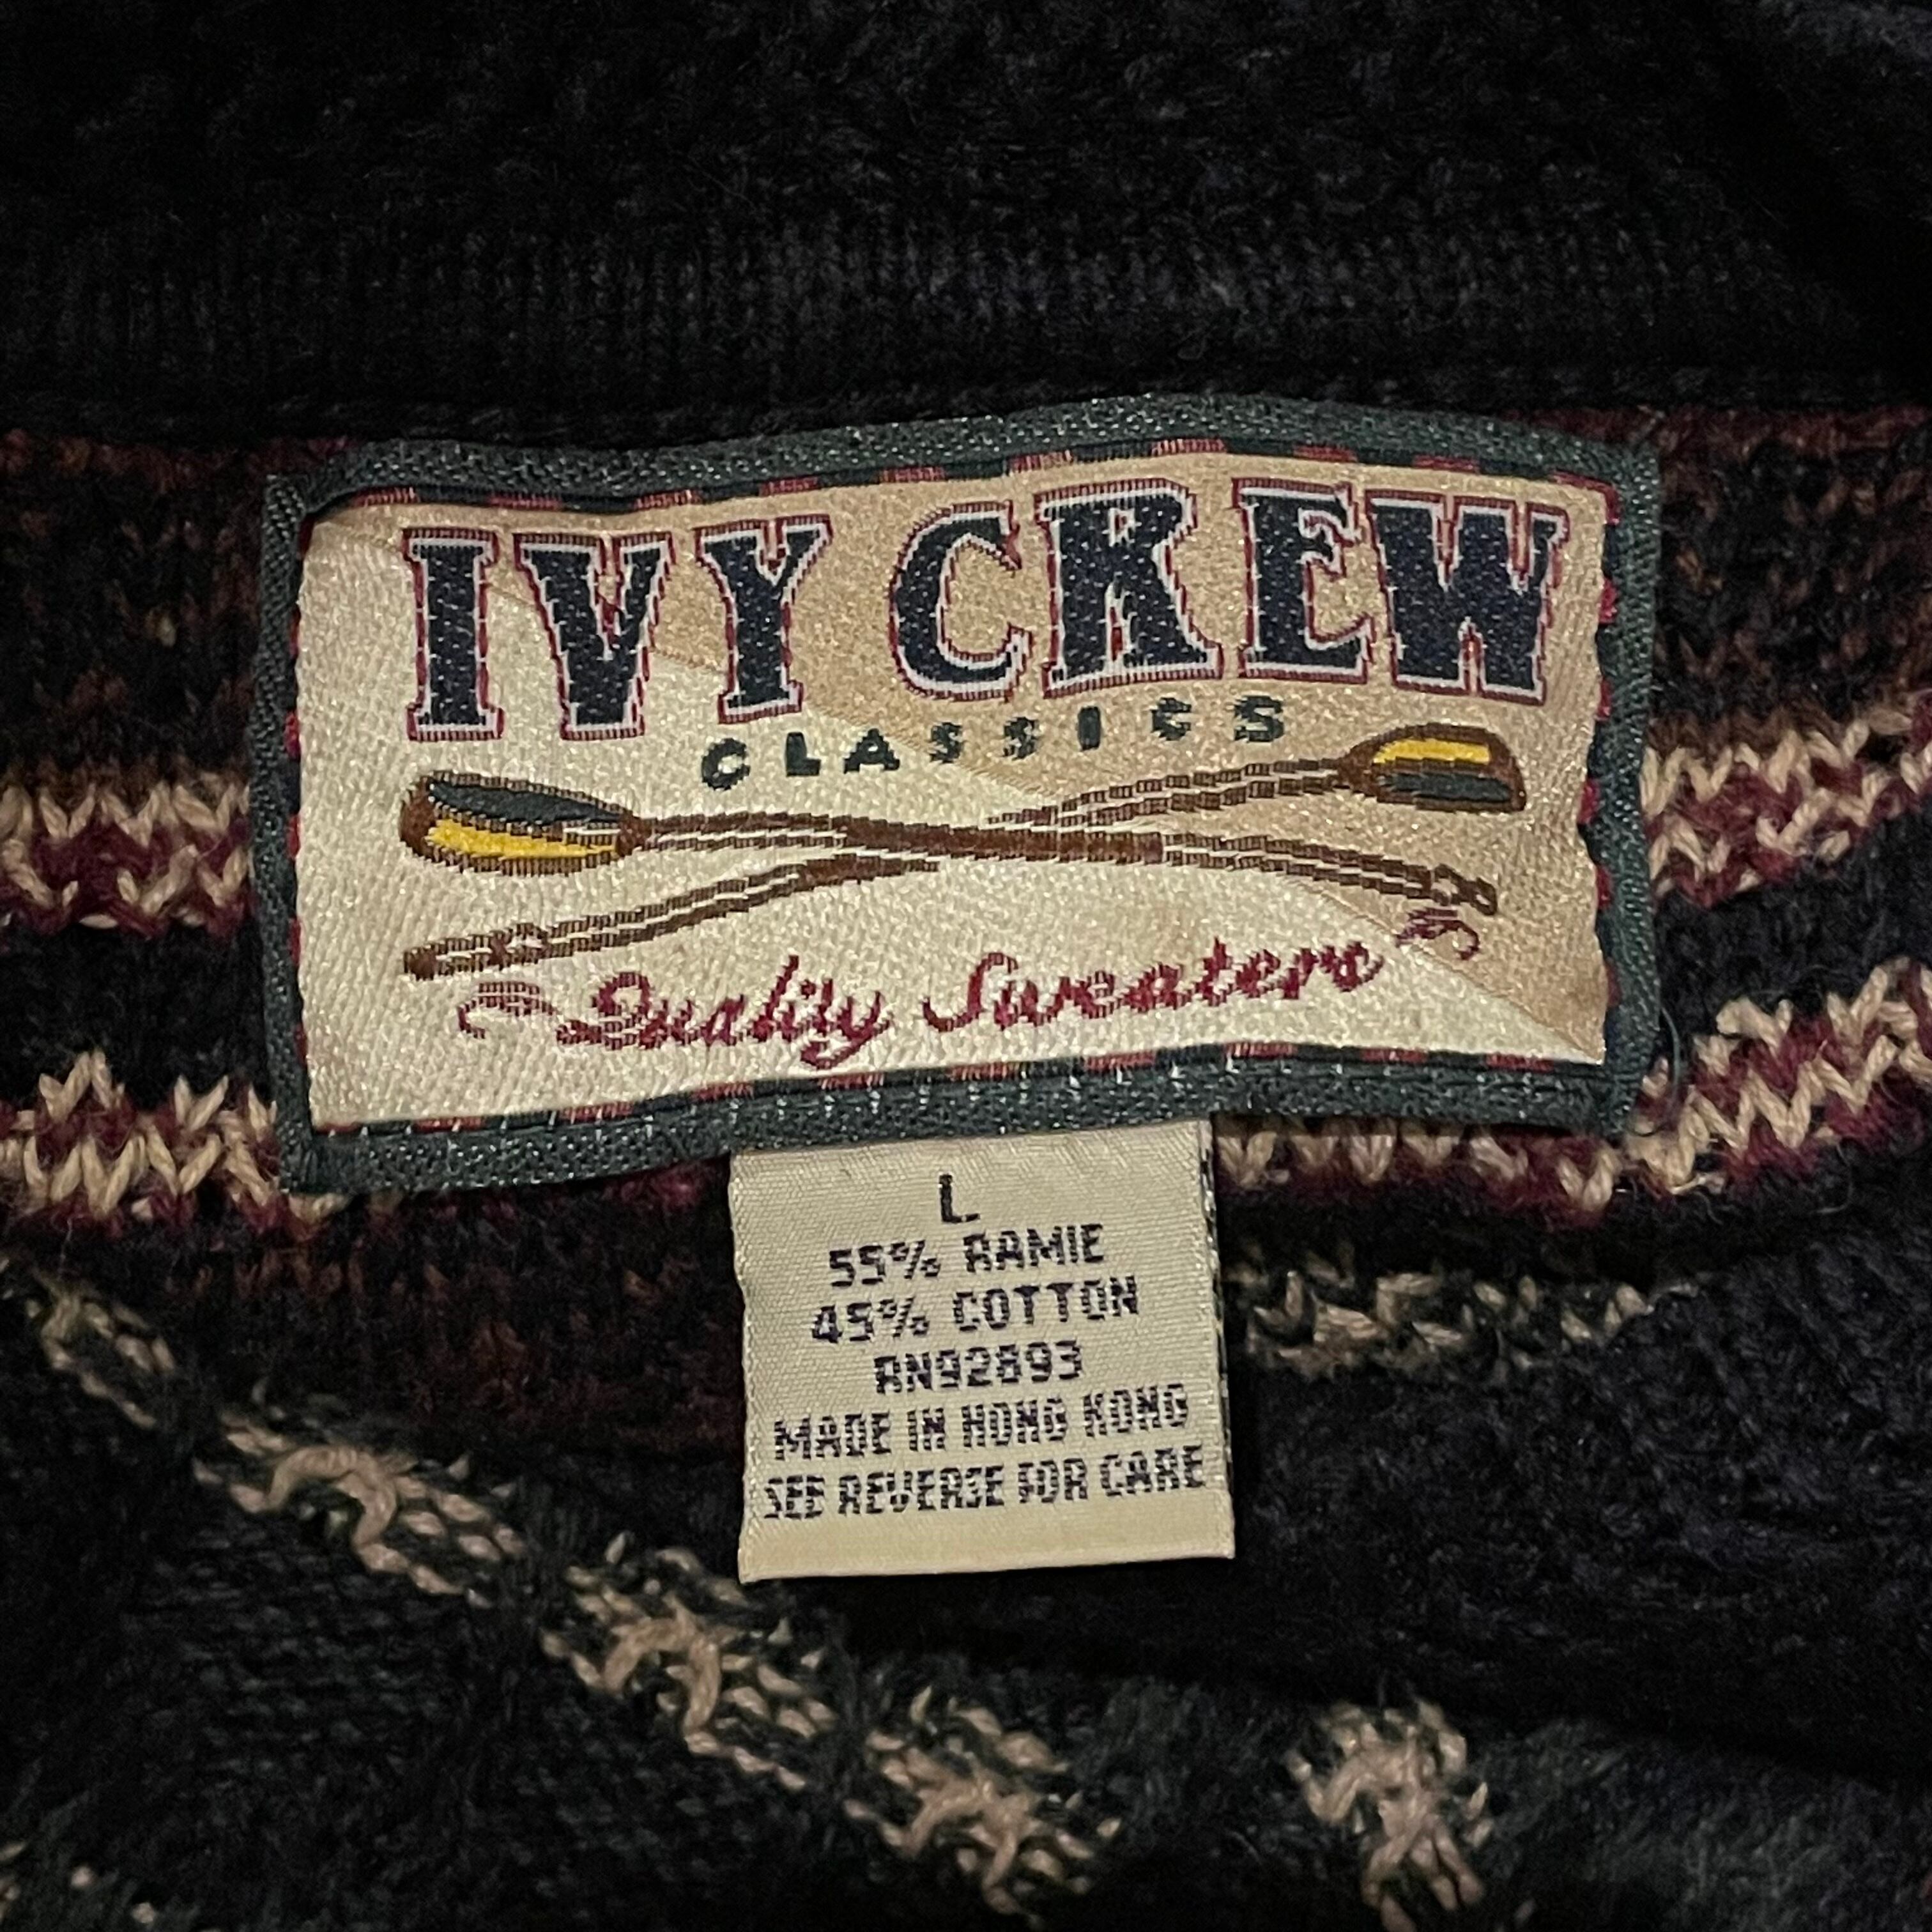 IVY CREW
CLASSICS
Quality Sweaters
L
55% RAMIE
45% COTTON
RN92893
MADE IN HONG KONG
SEE REVERSE FOR CARE